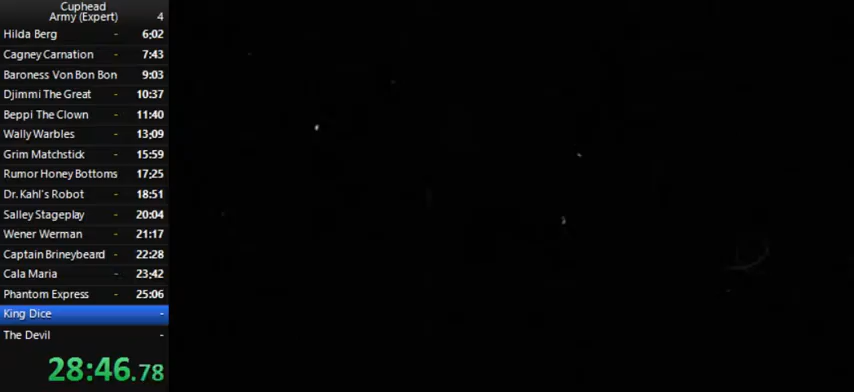 Cuphead
Army (Expert) 4
Hilda Berg - 6:02
Cagney Carnation - 7:43
Baroness Von Bon Bon 9:03
Djimmi The Great - 10:37
Beppi The Clown - 11:40
Wally Warbles - 13:09
Grim Matchstick - 15:59
Rumor Honey Bottoms 17:25
Dr. Kahl's Robot - 18:51
Salley Stageplay - 20:04
Wener Werman - 21:17
Captain Brineybeard - 22:28
Cala Maria - 23:42
Phantom Express - 25:06
King Dice -
The Devil -
28:46.78